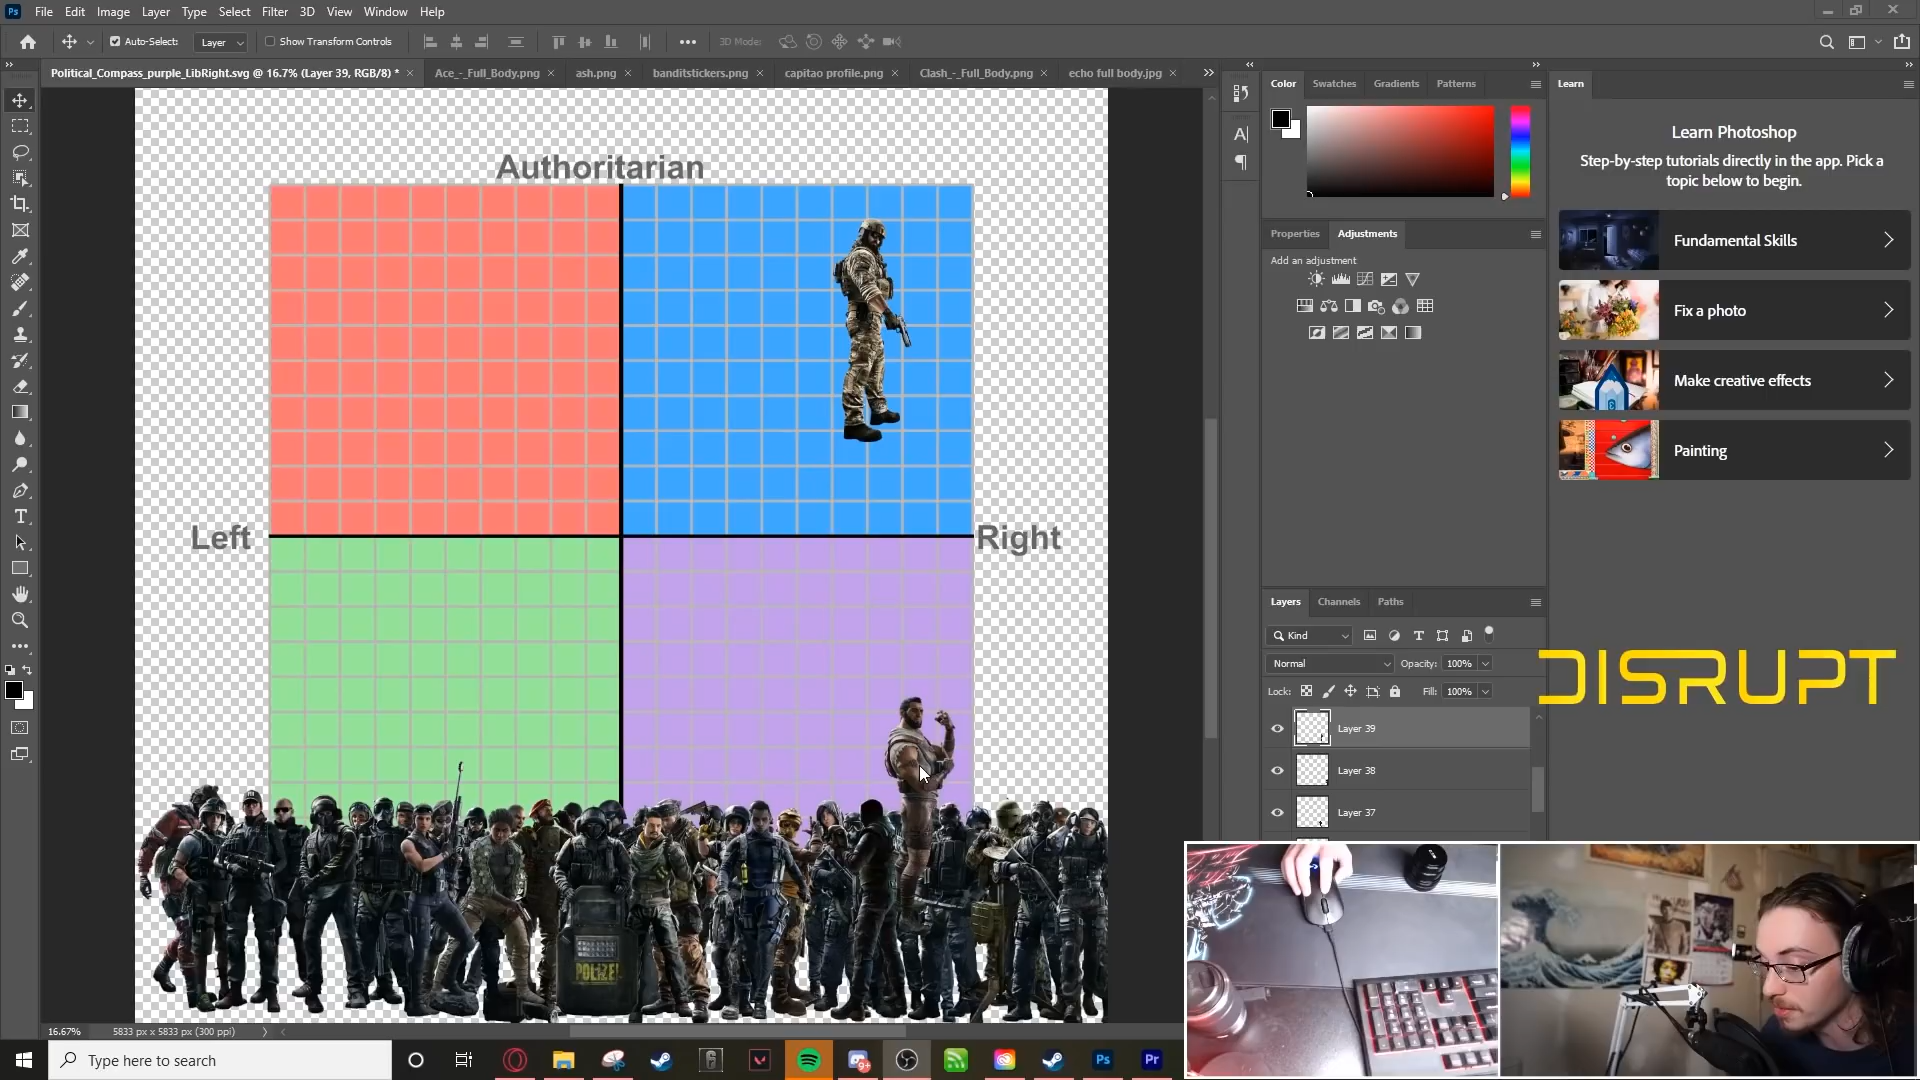 Ps File Edit Image Layer Type Select Filter 3D View Window Help
Auto-Select: Layer Show Transform Controls 3D Mode:
Political_Compass_purple_LibRight.svg @ 16.7% (Layer 39, RGB/8) * × Ace_-_Full_Body.png × ash.png × banditstickers.png × capitao profile.png × Clash_-_Full_Body.png × echo full body.jpg ×
Color Swatches Gradients Patterns
Learn
Learn Photoshop
Step-by-step tutorials directly in the app. Pick a
topic below to begin.
Fundamental Skills
Fix a photo
Make creative effects
Painting
Properties Adjustments
Add an adjustment
Authoritarian
Left
Right
Layers Channels Paths
Kind
Normal Opacity: 100%
Lock: Fill: 100%
Layer 39
Layer 38
Layer 37
DISRUPT
POLIZEI
16.67% 5833 px x 5833 px (300 ppi)
Type here to search
Ps Pr